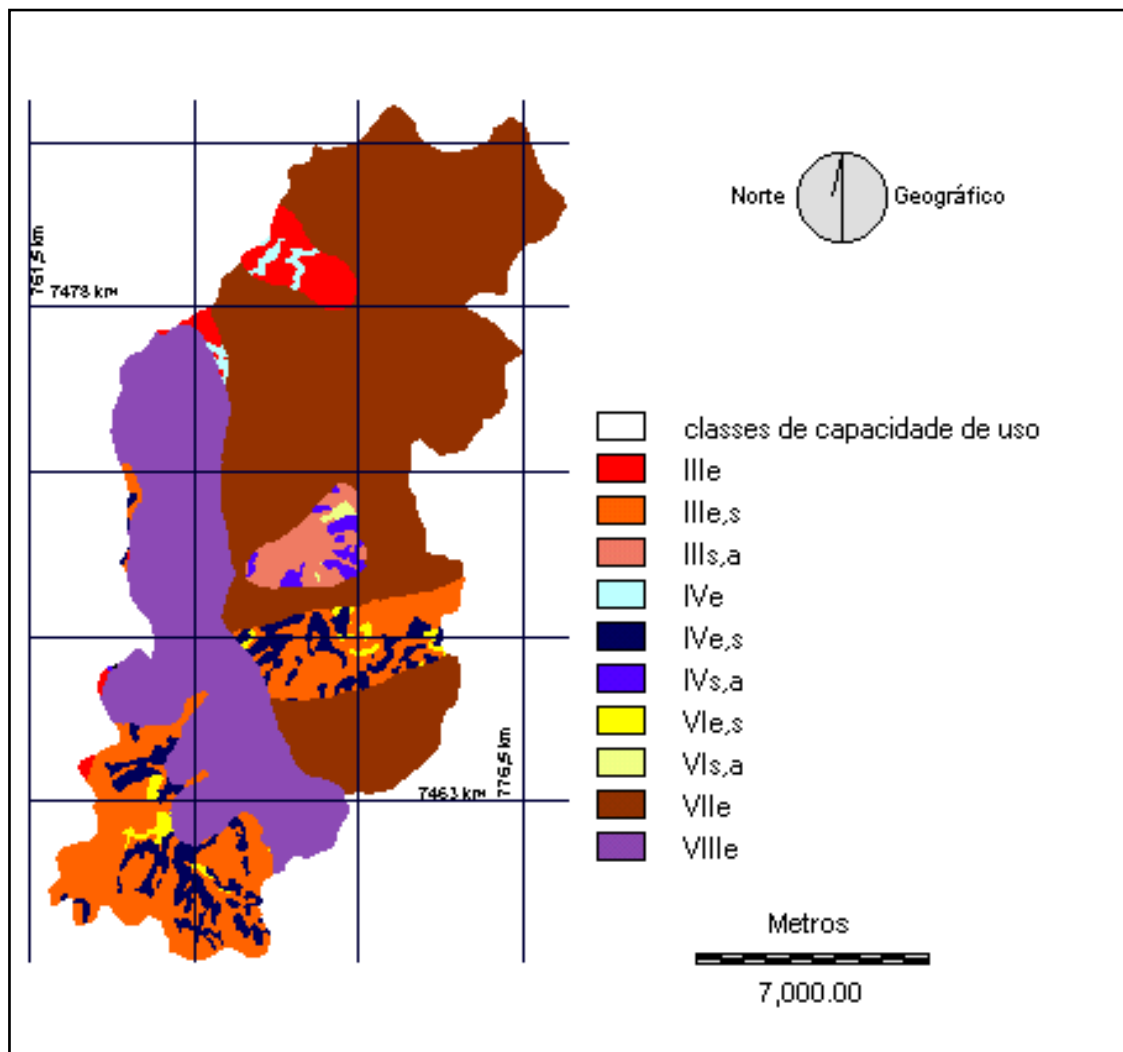 Norte Geográfico
761,5 km
7478 km
classes de capacidade de uso
IIIe
IIIe,s
IIIs,a
IVe
IVe,s
IVs,a
VIe,s
VIs,a
VIIe
VIIIe
776,5 km
7463 km
Metros
7,000.00